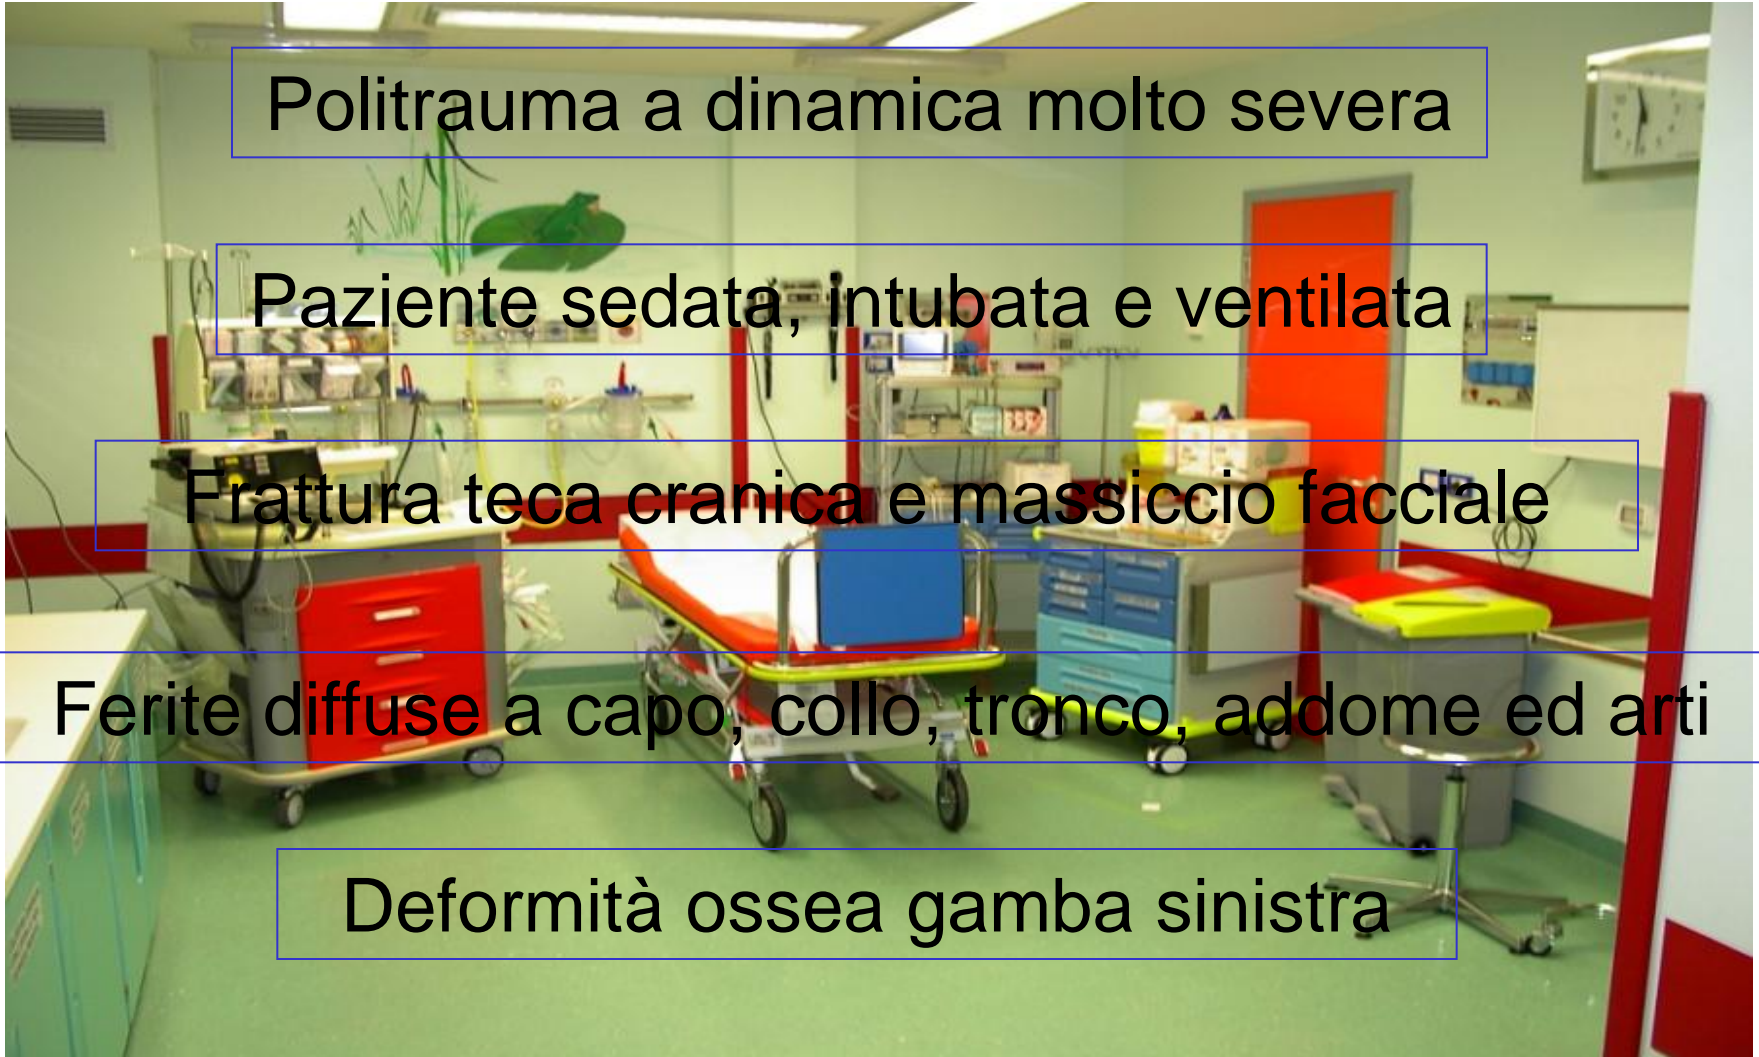 Politrauma a dinamica molto severa
Paziente sedata, intubata e ventilata
Frattura teca cranica e massiccio facciale
Ferite diffuse a capo, collo, tronco, addome ed arti
Deformità ossea gamba sinistra